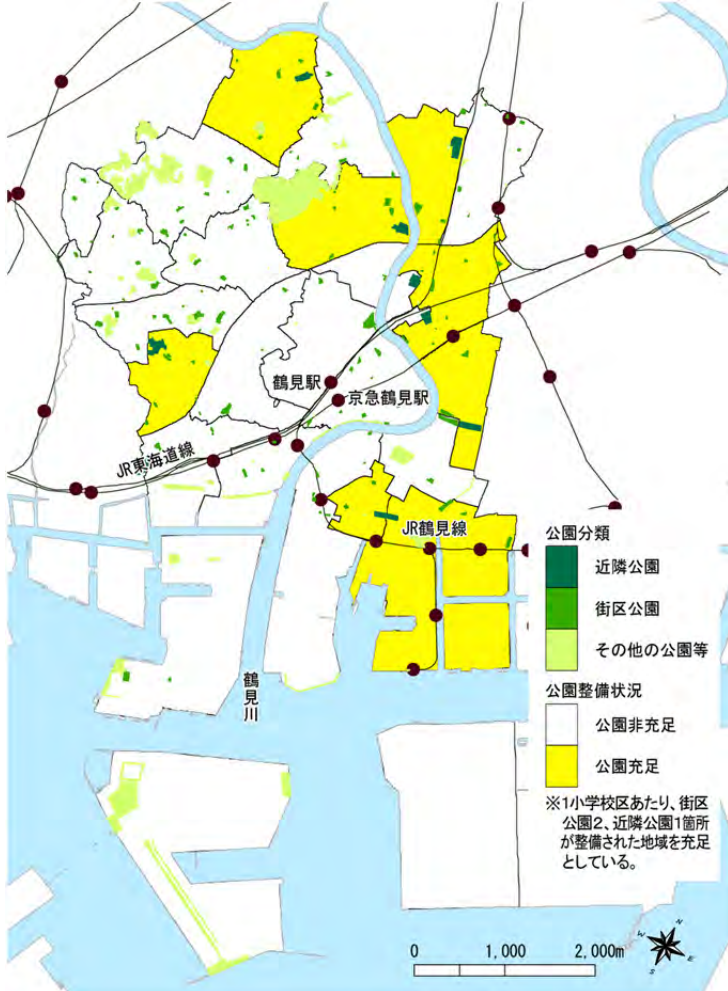 鶴見駅
京急鶴見駅
JR東海道線
JR鶴見線
鶴見川
公園分類
近隣公園
街区公園
その他の公園等
公園整備状況
公園非充足
公園充足
※1小学校区あたり、街区
公園2、近隣公園1箇所
が整備された地域を充足
としている。
0 1,000 2,000m
N
W
E
S